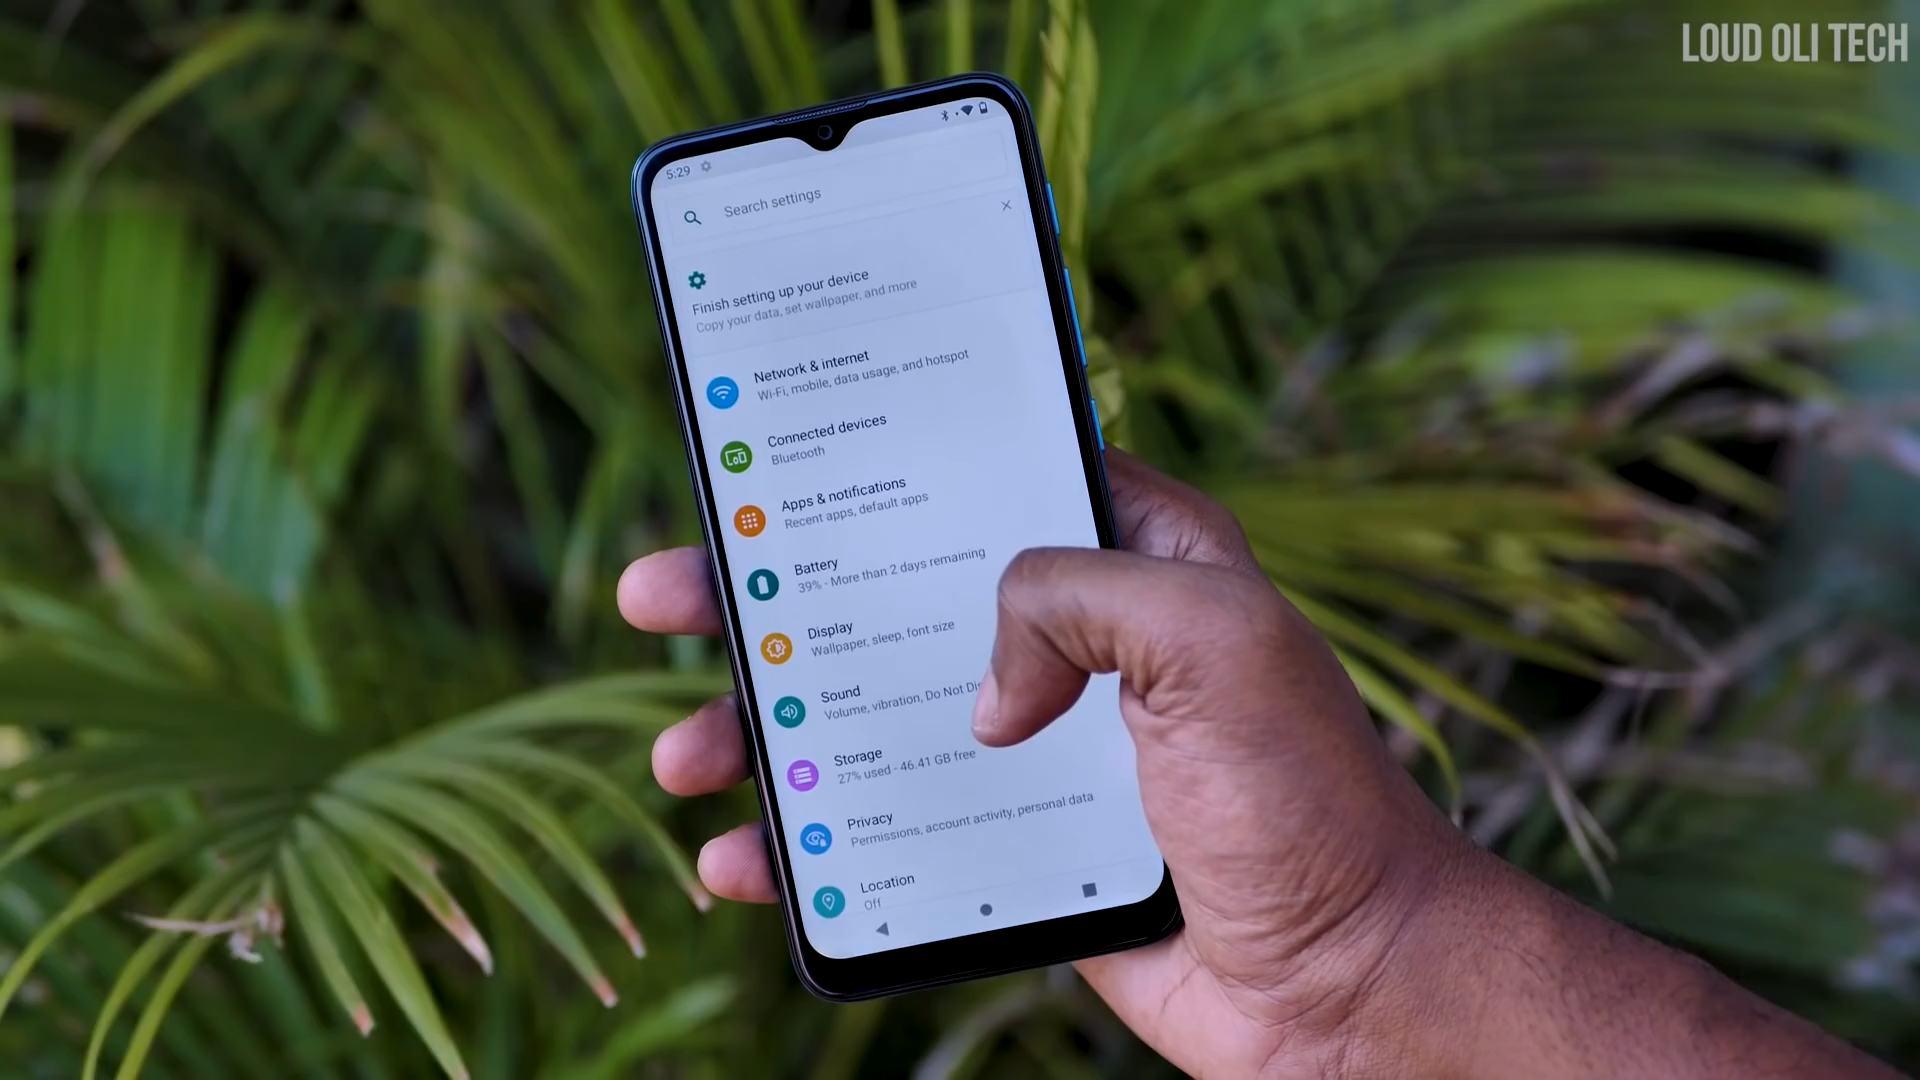 LOUD OLI TECH
5:29
Search settings
Finish setting up your device
Copy your data, set wallpaper, and more
Network & internet
Wi-Fi, mobile, data usage, and hotspot
Connected devices
Bluetooth
Apps & notifications
Recent apps, default apps
Battery
39% - More than 2 days remaining
Display
Wallpaper, sleep, font size
Sound
Volume, vibration, Do Not
Storage
27% used - 46.41 GB free
Privacy
Permissions, account activity, personal data
Location
Off